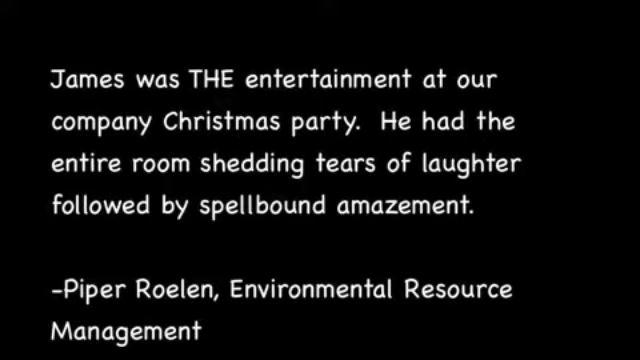 James was THE entertainment at our
company Christmas party.  He had the
entire room shedding tears of laughter
followed by spellbound amazement.

-Piper Roelen, Environmental Resource
Management